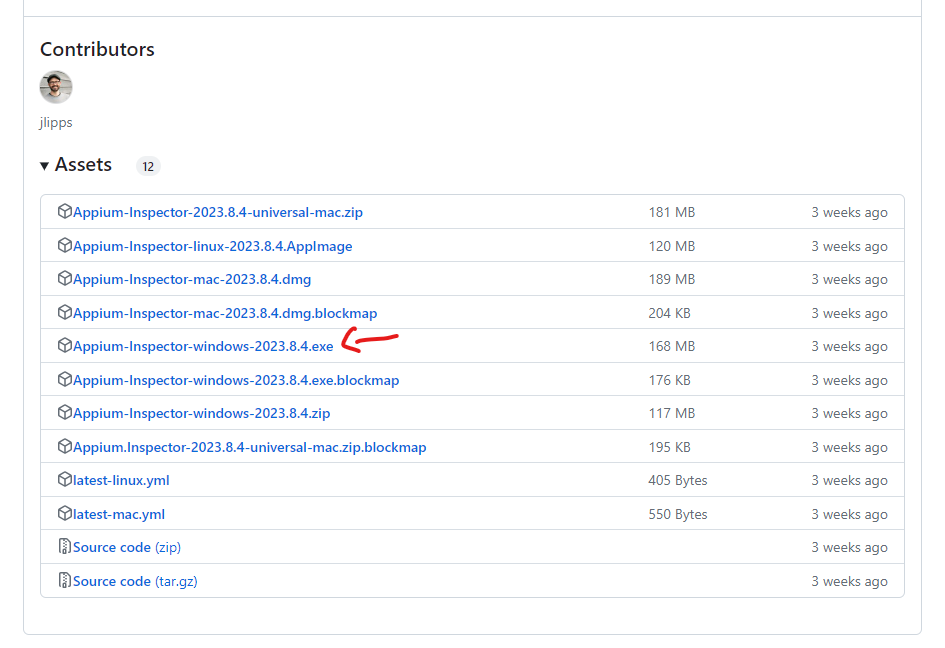 Contributors
jlipps
Assets 12
Appium-Inspector-2023.8.4-universal-mac.zip 181 MB 3 weeks ago
Appium-Inspector-linux-2023.8.4.AppImage 120 MB 3 weeks ago
Appium-Inspector-mac-2023.8.4.dmg 189 MB 3 weeks ago
Appium-Inspector-mac-2023.8.4.dmg.blockmap 204 KB 3 weeks ago
Appium-Inspector-windows-2023.8.4.exe 168 MB 3 weeks ago
Appium-Inspector-windows-2023.8.4.exe.blockmap 176 KB 3 weeks ago
Appium-Inspector-windows-2023.8.4.zip 117 MB 3 weeks ago
Appium.Inspector-2023.8.4-universal-mac.zip.blockmap 195 KB 3 weeks ago
latest-linux.yml 405 Bytes 3 weeks ago
latest-mac.yml 550 Bytes 3 weeks ago
Source code (zip) 3 weeks ago
Source code (tar.gz) 3 weeks ago